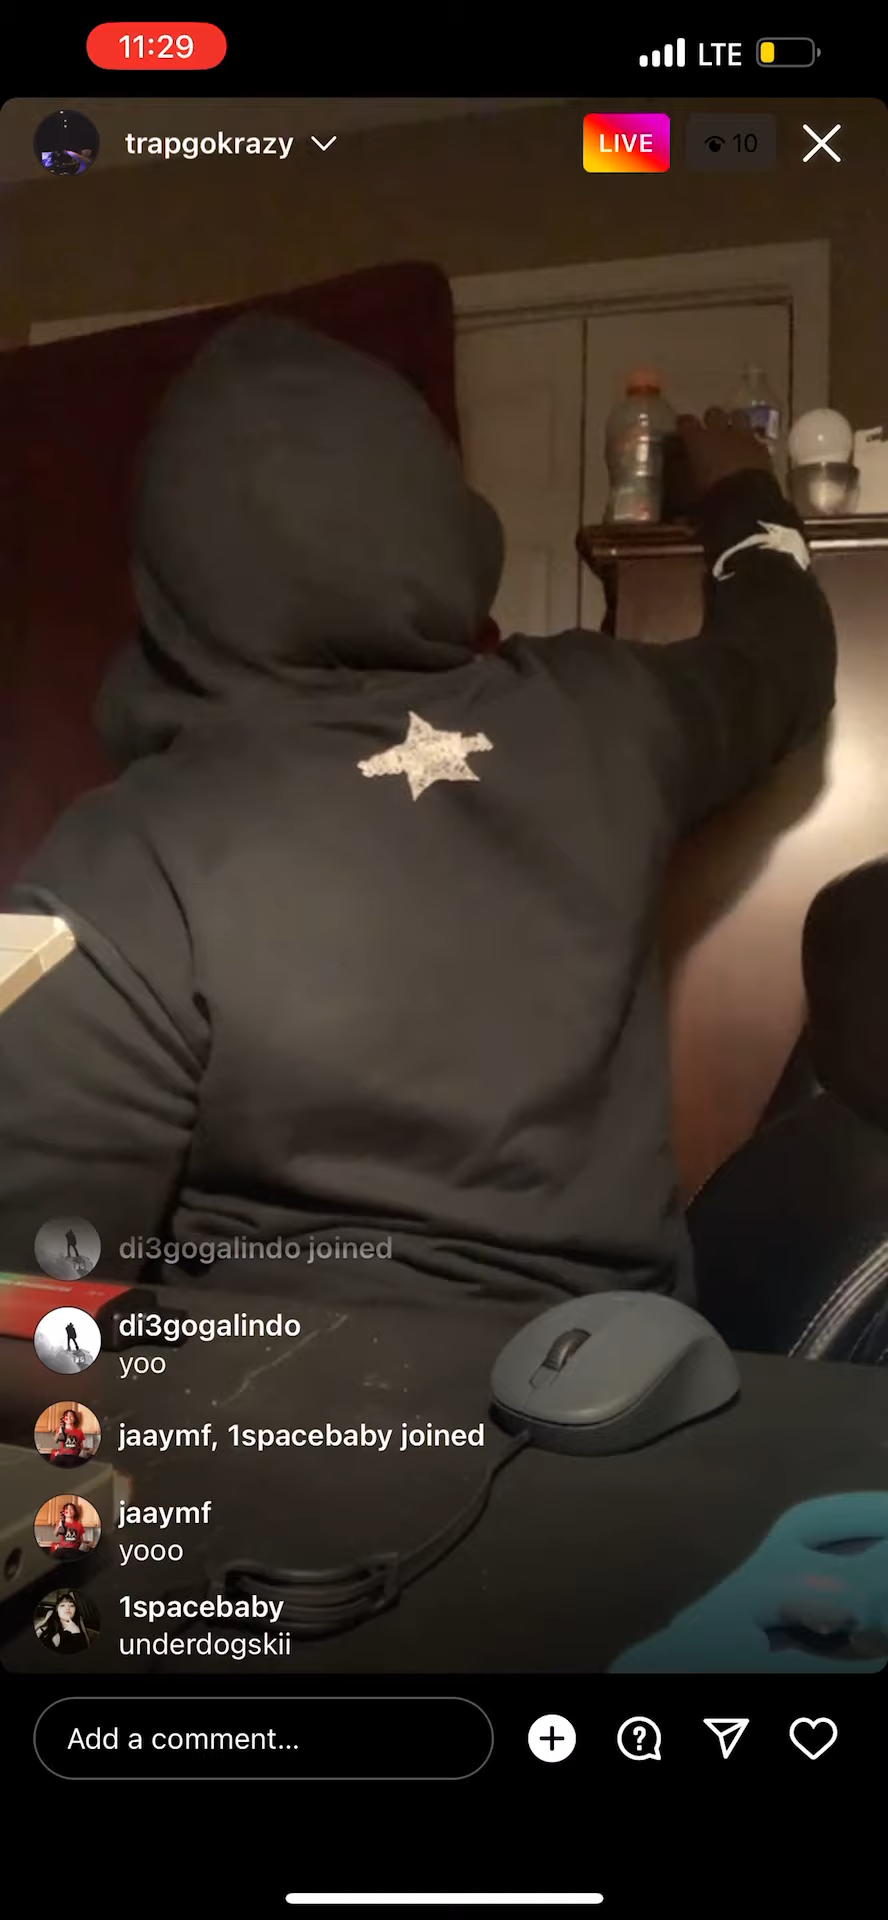 11:29
LTE
trapgokrazy
LIVE
10
di3gogalindo joined
di3gogalindo
yoo
jaaymf, 1spacebaby joined
jaaymf
yooo
1spacebaby
underdogskii
Add a comment...